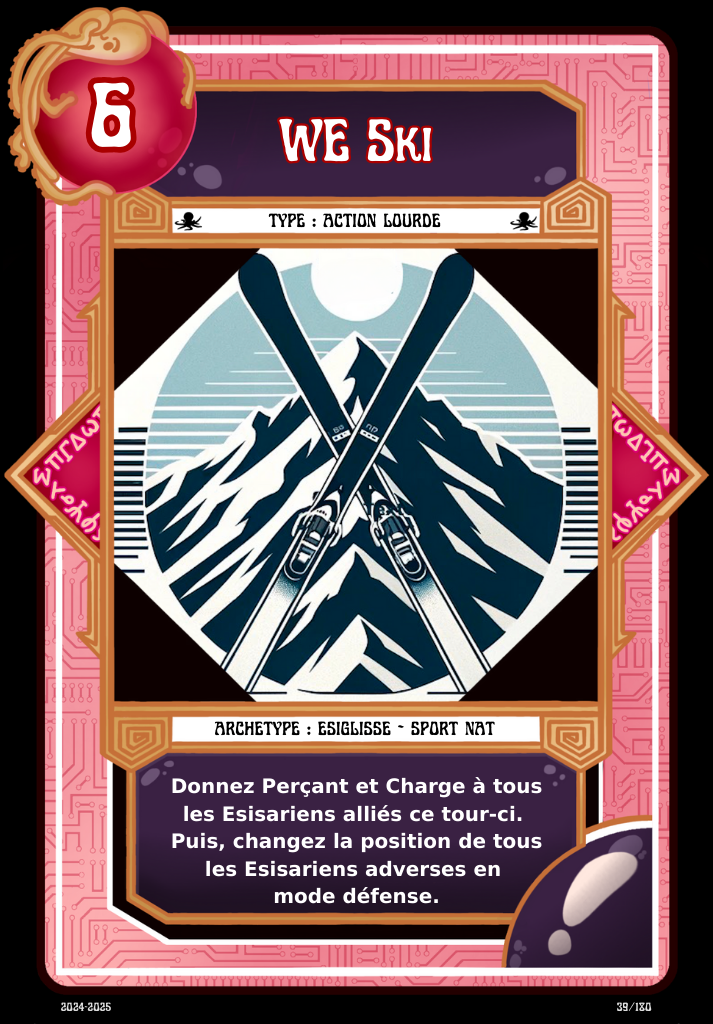 6
WE Ski
TYPE : ACTION LOURDE
ARCHETYPE : ESIGLISSE - SPORT NAT
Donnez Perçant et Charge à tous
les Esisariens alliés ce tour-ci.
Puis, changez la position de tous
les Esisariens adverses en
mode défense.
2024-2025
39/180